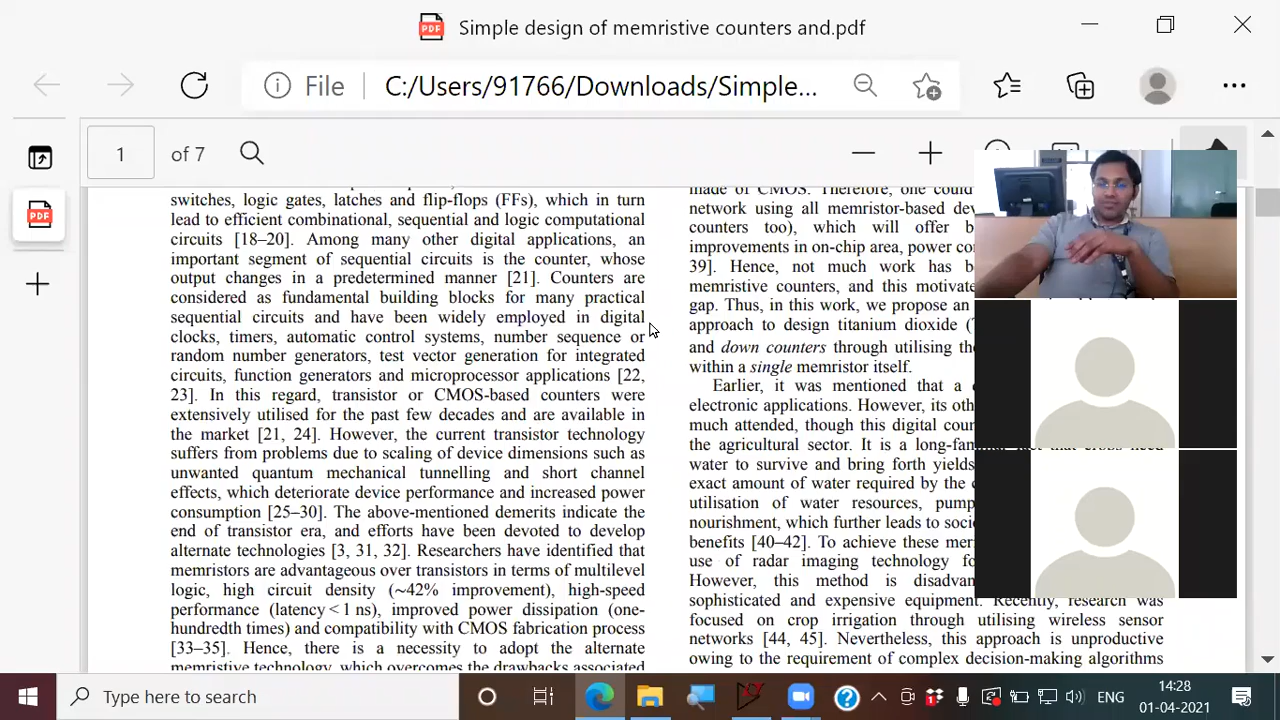 Simple design of memristive counters and.pdf
File
C:/Users/91766/Downloads/Simple...
1 of 7
switches, logic gates, latches and flip-flops (FFs), which in turn
lead to efficient combinational, sequential and logic computational
circuits [18–20]. Among many other digital applications, an
important segment of sequential circuits is the counter, whose
output changes in a predetermined manner [21]. Counters are
considered as fundamental building blocks for many practical
sequential circuits and have been widely employed in digital
clocks, timers, automatic control systems, number sequence or
random number generators, test vector generation for integrated
circuits, function generators and microprocessor applications [22,
23]. In this regard, transistor or CMOS-based counters were
extensively utilised for the past few decades and are available in
the market [21, 24]. However, the current transistor technology
suffers from problems due to scaling of device dimensions such as
unwanted quantum mechanical tunnelling and short channel
effects, which deteriorate device performance and increased power
consumption [25–30]. The above-mentioned demerits indicate the
end of transistor era, and efforts have been devoted to develop
alternate technologies [3, 31, 32]. Researchers have identified that
memristors are advantageous over transistors in terms of multilevel
logic, high circuit density (~42% improvement), high-speed
performance (latency < 1 ns), improved power dissipation (one-
hundredth times) and compatibility with CMOS fabrication process
[33–35]. Hence, there is a necessity to adopt the alternate
memristive technology, which overcomes the drawbacks associated
made of CMOS. Therefore, one could
network using all memristor-based
counters too), which will offer
improvements in on-chip area, power
39]. Hence, not much work has
memristive counters, and this
gap. Thus, in this work, we propose an
approach to design titanium dioxide
and down counters through utilising
within a single memristor itself.
Earlier, it was mentioned that a
electronic applications. However, its
much attended, though this digital
the agricultural sector. It is a
water to survive and bring forth yields
exact amount of water required by the
utilisation of water resources,
nourishment, which further leads to
benefits [40–42]. To achieve these
use of radar imaging technology
However, this method is
sophisticated and expensive equipment. Recently, research was
focused on crop irrigation through utilising wireless sensor
networks [44, 45]. Nevertheless, this approach is unproductive
owing to the requirement of complex decision-making algorithms
Type here to search
ENG
14:28
01-04-2021